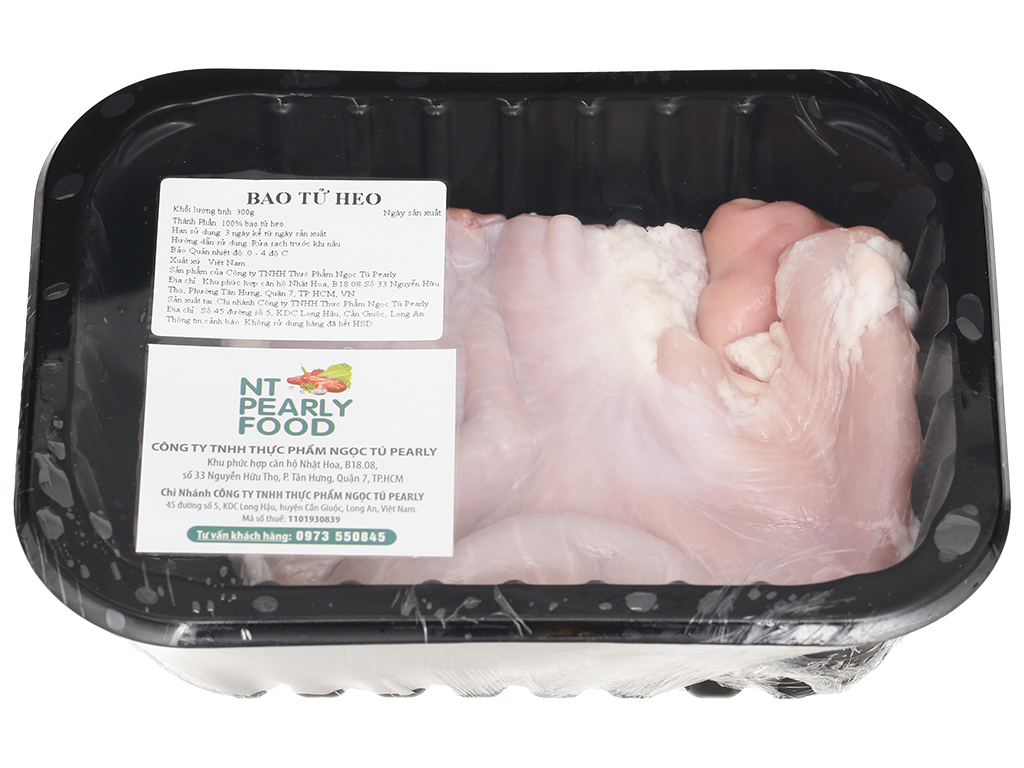 BAO TỬ HEO
Khối lượng tịnh: 300g Ngày sản xuất
Thành Phần: 100% bao tử heo
Hạn sử dụng: 3 ngày kể từ ngày sản xuất
Hướng dẫn sử dụng: Rửa sạch trước khi nấu
Bảo Quản nhiệt độ: 0 - 4 độ C
Xuất xứ: Việt Nam
Sản phẩm của Công ty TNHH Thực Phẩm Ngọc Tú Pearly
Địa chỉ: Khu phức hợp căn hộ Nhật Hoa, B18.08 Số 33 Nguyễn Hữu
Thọ, Phường Tân Hưng, Quận 7, TP HCM, VN
Sản xuất tại: Chi nhánh Công ty TNHH Thực Phẩm Ngọc Tú Pearly
Địa chỉ: Số 45 đường số 5, KDC Long Hậu, Cần Giuộc, Long An
Thông tin cảnh báo: Không sử dụng hàng đã hết HSD
NT
PEARLY
FOOD
CÔNG TY TNHH THỰC PHẨM NGỌC TÚ PEARLY
Khu phức hợp căn hộ Nhật Hoa, B18.08,
số 33 Nguyễn Hữu Thọ, P. Tân Hưng, Quận 7, TP.HCM
Chi Nhánh CÔNG TY TNHH THỰC PHẨM NGỌC TÚ PEARLY
45 đường số 5, KDC Long Hậu, huyện Cần Giuộc, Long An, Việt Nam.
Mã số thuế: 1101930839
Tư vấn khách hàng: 0973 550845